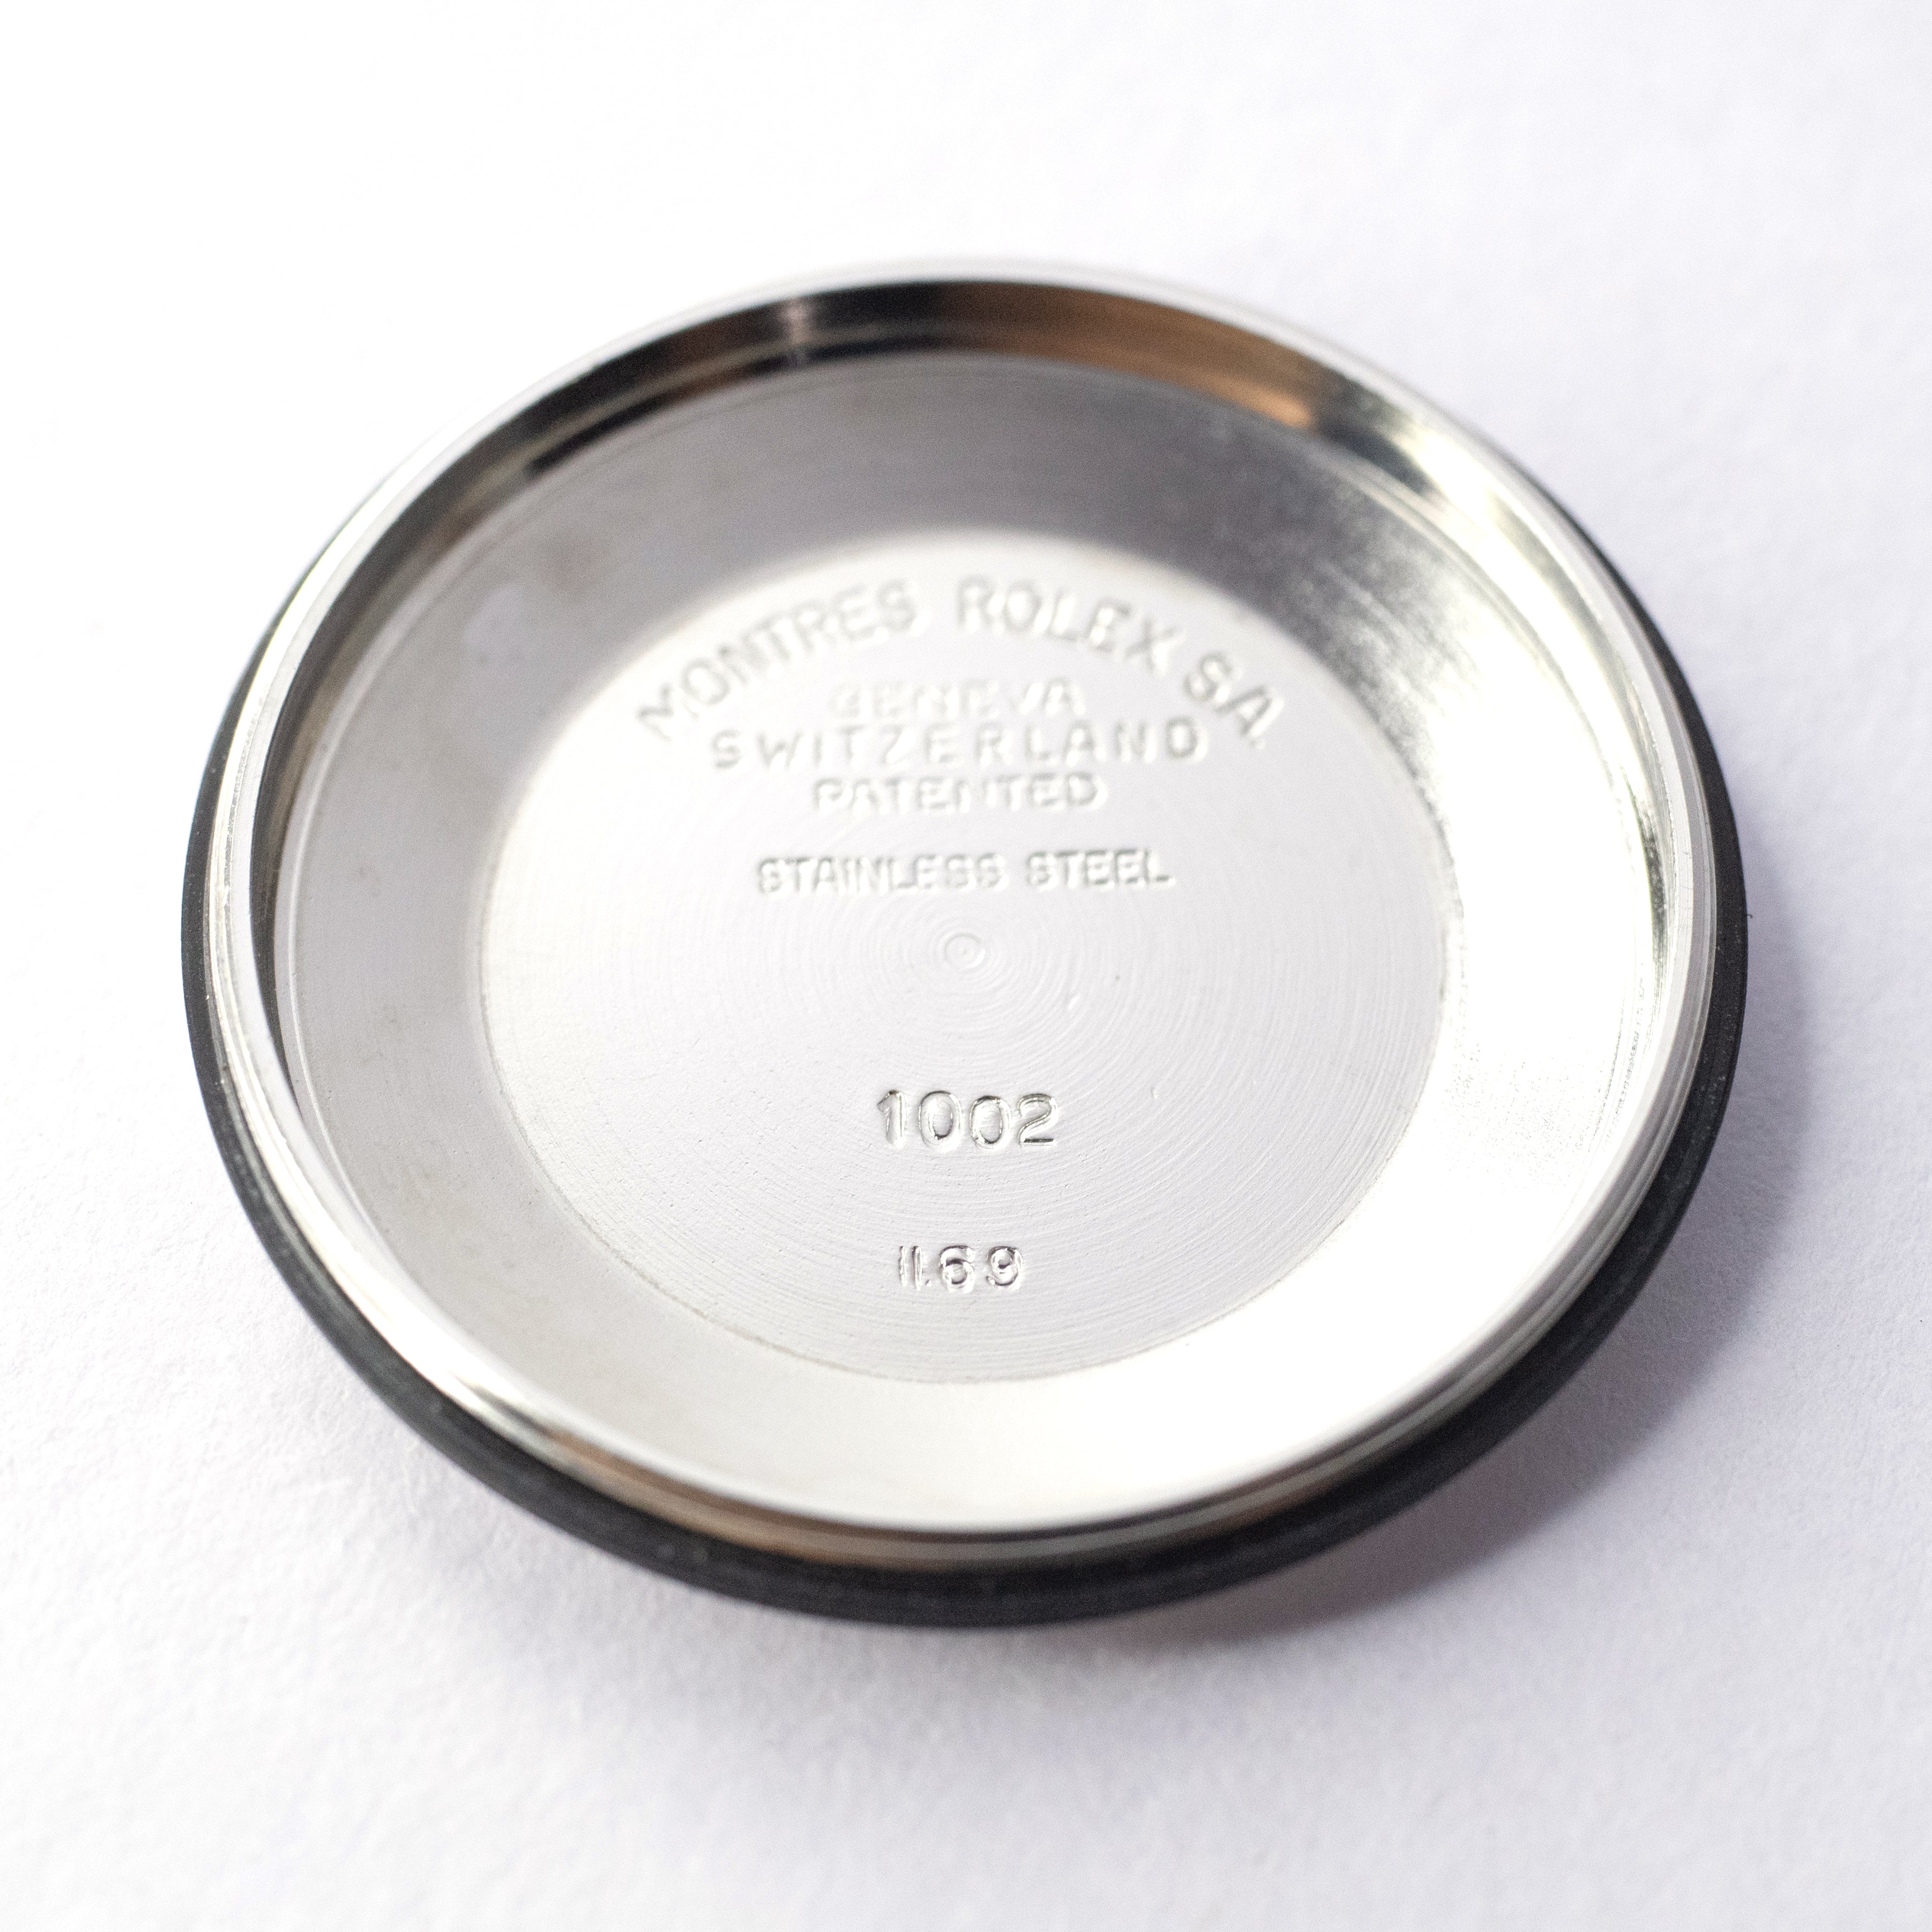 MONTRES ROLEX S.A.
GENEVA
SWITZERLAND
PATENTED
STAINLESS STEEL
1002
II.69